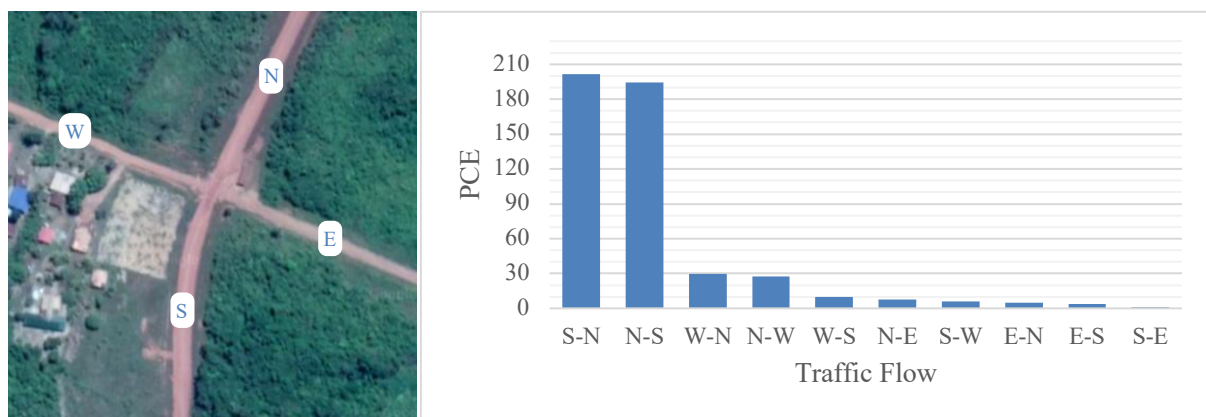 N
W
E
S
PCE
210
180
150
120
90
60
30
0
S-N N-S W-N N-W W-S N-E S-W E-N E-S S-E
Traffic Flow